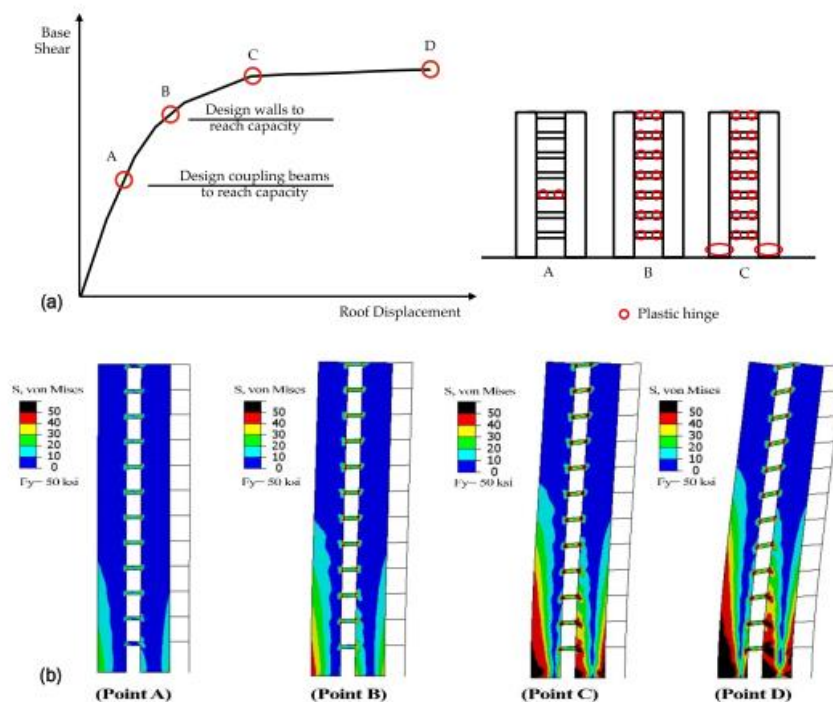 Base
Shear
D
C
B
Design walls to
reach capacity
A
Design coupling beams
to reach capacity
A
B
C
(a)
Roof Displacement
Plastic hinge
S, von Mises
50
40
30
20
10
0
Fy= 50 ksi
S, von Mises
50
40
30
20
10
0
Fy= 50 ksi
S, von Mises
50
40
30
20
10
0
Fy= 50 ksi
S, von Mises
50
40
30
20
10
0
Fy= 50 ksi
(b)
(Point A)
(Point B)
(Point C)
(Point D)